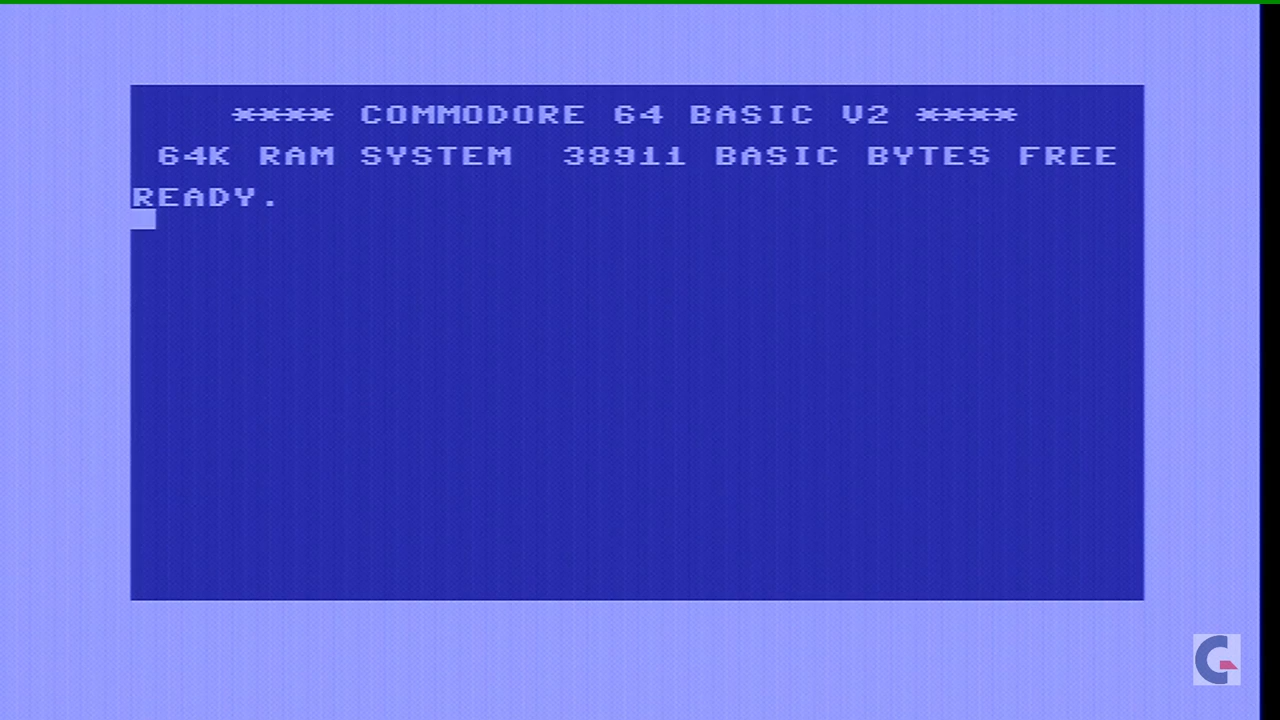 **** COMMODORE 64 BASIC V2 ****
64K RAM SYSTEM  38911 BASIC BYTES FREE
READY.